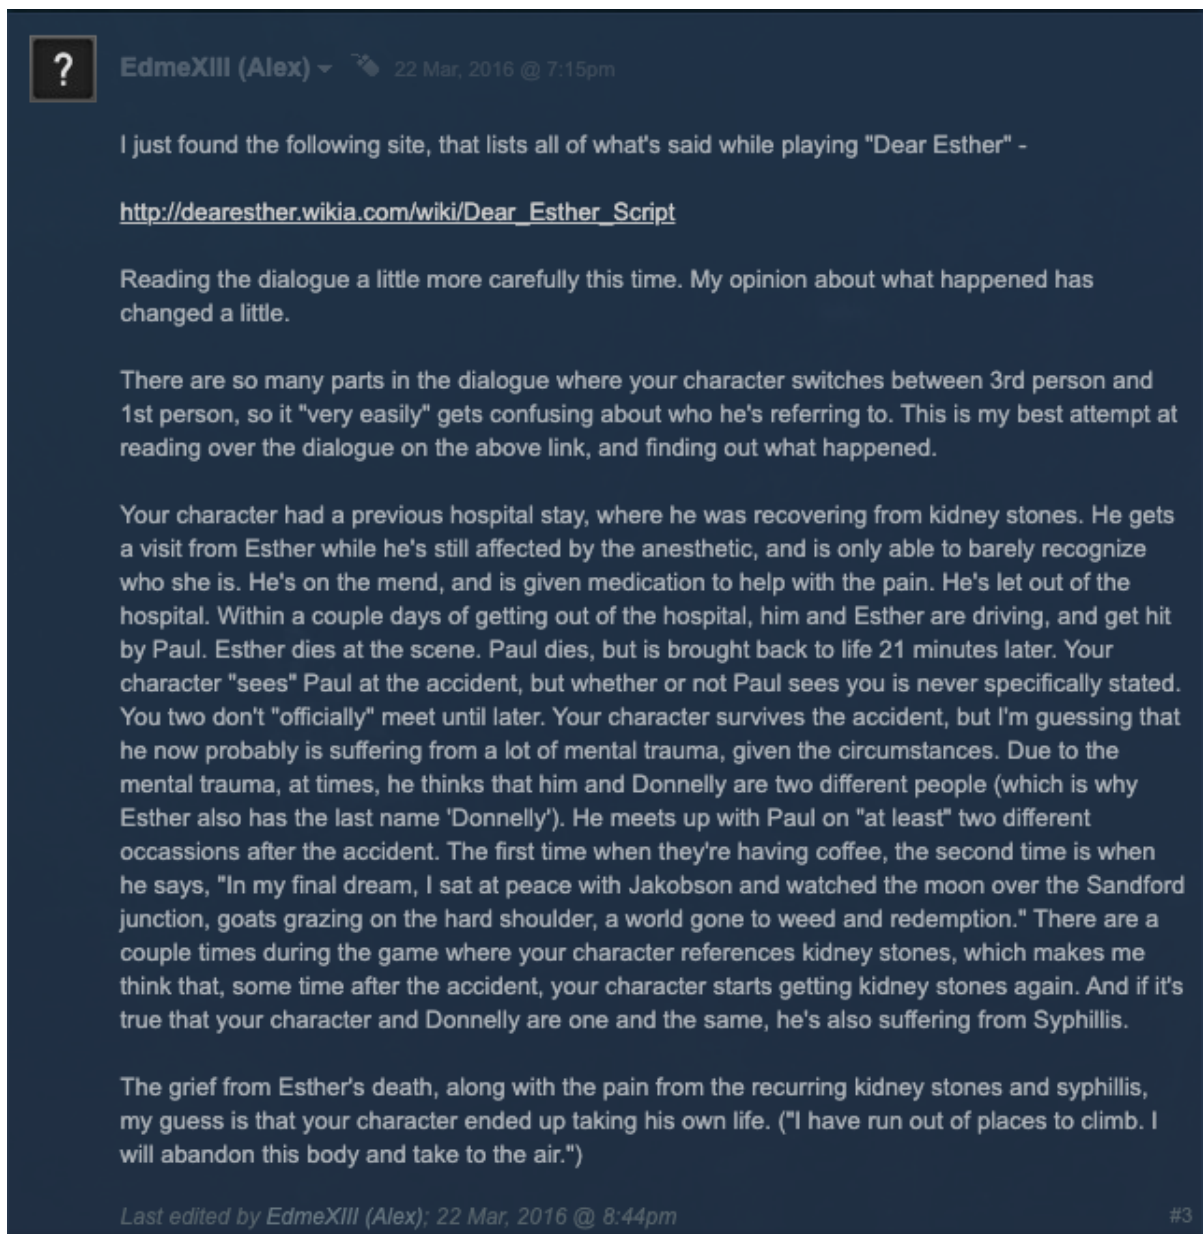 ?
EdmeXIII (Alex)
22 Mar, 2016 @ 7:15pm
I just found the following site, that lists all of what's said while playing "Dear Esther" -
http://dearesther.wikia.com/wiki/Dear_Esther_Script
Reading the dialogue a little more carefully this time. My opinion about what happened has
changed a little.
There are so many parts in the dialogue where your character switches between 3rd person and
1st person, so it "very easily" gets confusing about who he's referring to. This is my best attempt at
reading over the dialogue on the above link, and finding out what happened.
Your character had a previous hospital stay, where he was recovering from kidney stones. He gets
a visit from Esther while he's still affected by the anesthetic, and is only able to barely recognize
who she is. He's on the mend, and is given medication to help with the pain. He's let out of the
hospital. Within a couple days of getting out of the hospital, him and Esther are driving, and get hit
by Paul. Esther dies at the scene. Paul dies, but is brought back to life 21 minutes later. Your
character "sees" Paul at the accident, but whether or not Paul sees you is never specifically stated.
You two don't "officially" meet until later. Your character survives the accident, but I'm guessing that
he now probably is suffering from a lot of mental trauma, given the circumstances. Due to the
mental trauma, at times, he thinks that him and Donnelly are two different people (which is why
Esther also has the last name 'Donnelly'). He meets up with Paul on "at least" two different
occassions after the accident. The first time when they're having coffee, the second time is when
he says, "In my final dream, I sat at peace with Jakobson and watched the moon over the Sandford
junction, goats grazing on the hard shoulder, a world gone to weed and redemption." There are a
couple times during the game where your character references kidney stones, which makes me
think that, some time after the accident, your character starts getting kidney stones again. And if it's
true that your character and Donnelly are one and the same, he's also suffering from Syphillis.
The grief from Esther's death, along with the pain from the recurring kidney stones and syphillis,
my guess is that your character ended up taking his own life. ("I have run out of places to climb. I
will abandon this body and take to the air.")
Last edited by EdmeXIII (Alex); 22 Mar, 2016 @ 8:44pm
#3